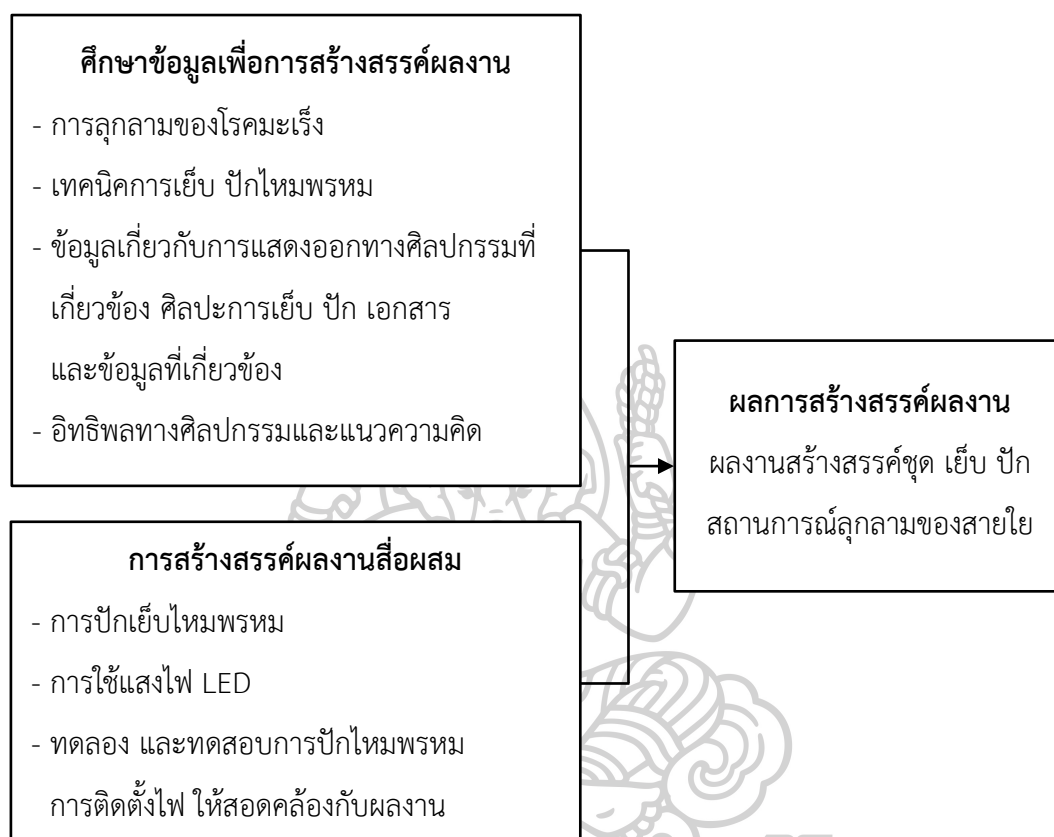 ศึกษาข้อมูลเพื่อการสร้างสรรค์ผลงาน
- การลุกลามของโรคมะเร็ง
- เทคนิคการเย็บ ปักไหมพรหม
- ข้อมูลเกี่ยวกับการแสดงออกทางศิลปกรรมที่
เกี่ยวข้อง ศิลปะการเย็บ ปัก เอกสาร
และข้อมูลที่เกี่ยวข้อง
- อิทธิพลทางศิลปกรรมและแนวความคิด
การสร้างสรรค์ผลงานสื่อผสม
- การปักเย็บไหมพรหม
- การใช้แสงไฟ LED
- ทดลอง และทดสอบการปักไหมพรหม
การติดตั้งไฟ ให้สอดคล้องกับผลงาน
ผลการสร้างสรรค์ผลงาน
ผลงานสร้างสรรค์ชุด เย็บ ปัก
สถานการณ์ลุกลามของสายใย